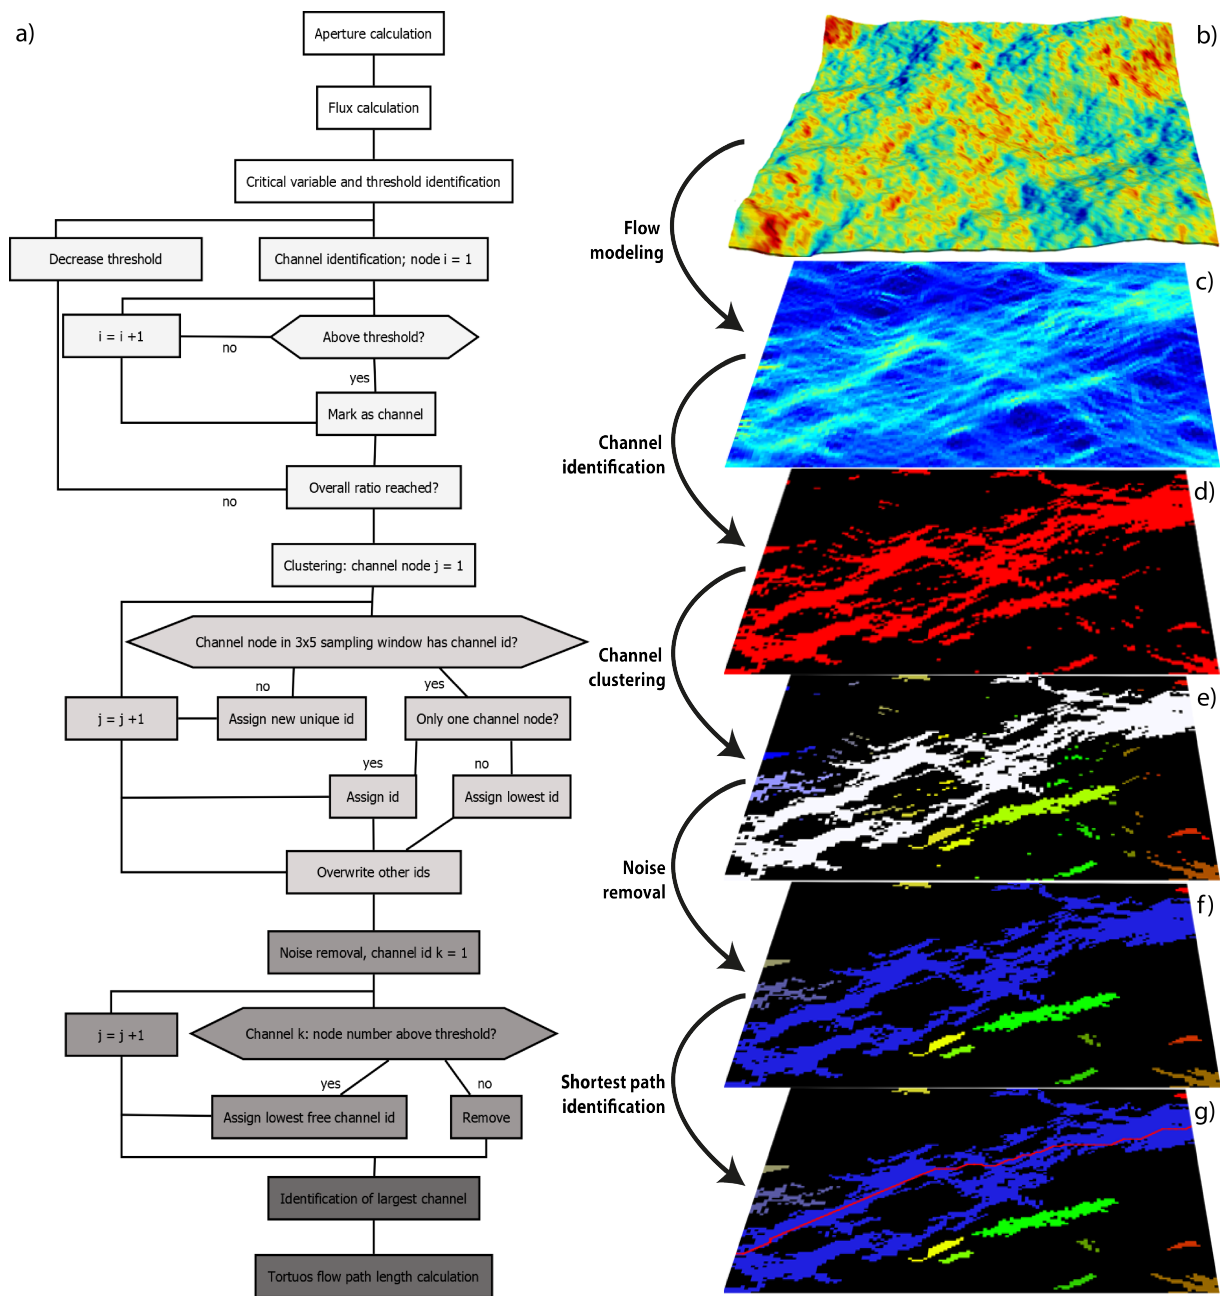 a)
Aperture calculation
Flux calculation
Critical variable and threshold identification
Decrease threshold
Channel identification; node i = 1
i = i +1
no
Above threshold?
yes
Mark as channel
Overall ratio reached?
no
Clustering: channel node j = 1
Channel node in 3x5 sampling window has channel id?
no
yes
j = j +1
Assign new unique id
Only one channel node?
yes
no
Assign id
Assign lowest id
Overwrite other ids
Noise removal, channel id k = 1
j = j +1
Channel k: node number above threshold?
yes
no
Assign lowest free channel id
Remove
Identification of largest channel
Tortuos flow path length calculation
b)
Flow
modeling
c)
Channel
identification
d)
Channel
clustering
e)
Noise
removal
f)
Shortest path
identification
g)